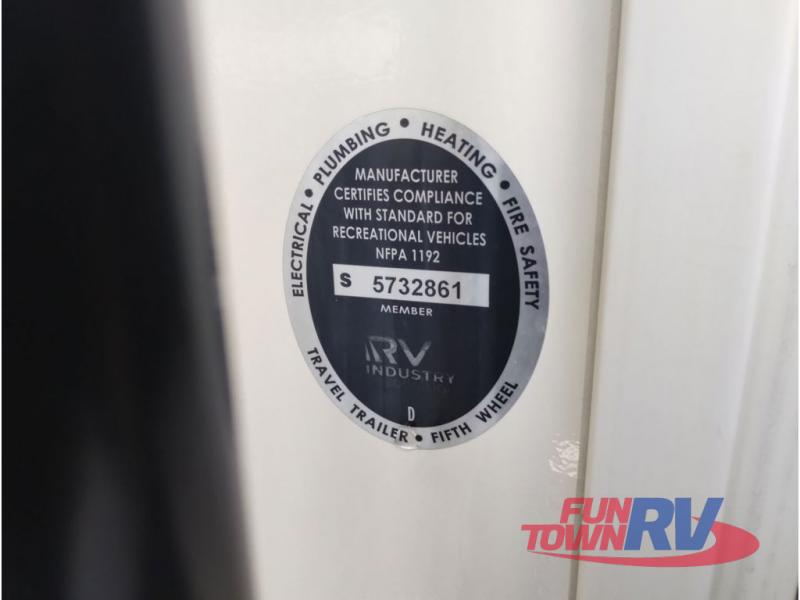 ELECTRICAL • PLUMBING • HEATING • FIRE SAFETY
MANUFACTURER
CERTIFIES COMPLIANCE
WITH STANDARD FOR
RECREATIONAL VEHICLES
NFPA 1192
S 5732861
MEMBER
RV
INDUSTRY
D
TRAVEL TRAILER • FIFTH WHEEL
FUN
TOWN RV